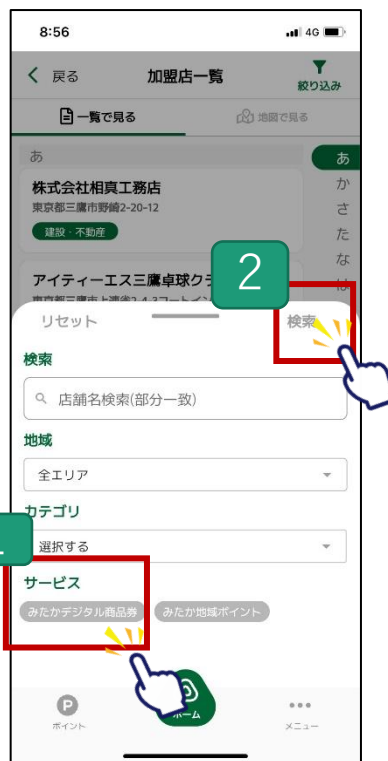 8:56 4G
戻る 加盟店一覧 絞り込み
一覧で見る 地図で見る
あ あ
株式会社相真工務店 か
東京都三鷹市野崎2-20-12 さ
建設・不動産 た
な
アイティーエス三鷹卓球クラ 2 は
リセット 検索
検索
店舗名検索(部分一致)
地域
全エリア
カテゴリ
選択する
サービス
みたかデジタル商品券 みたか地域ポイント
P
ポイント ホーム メニュー